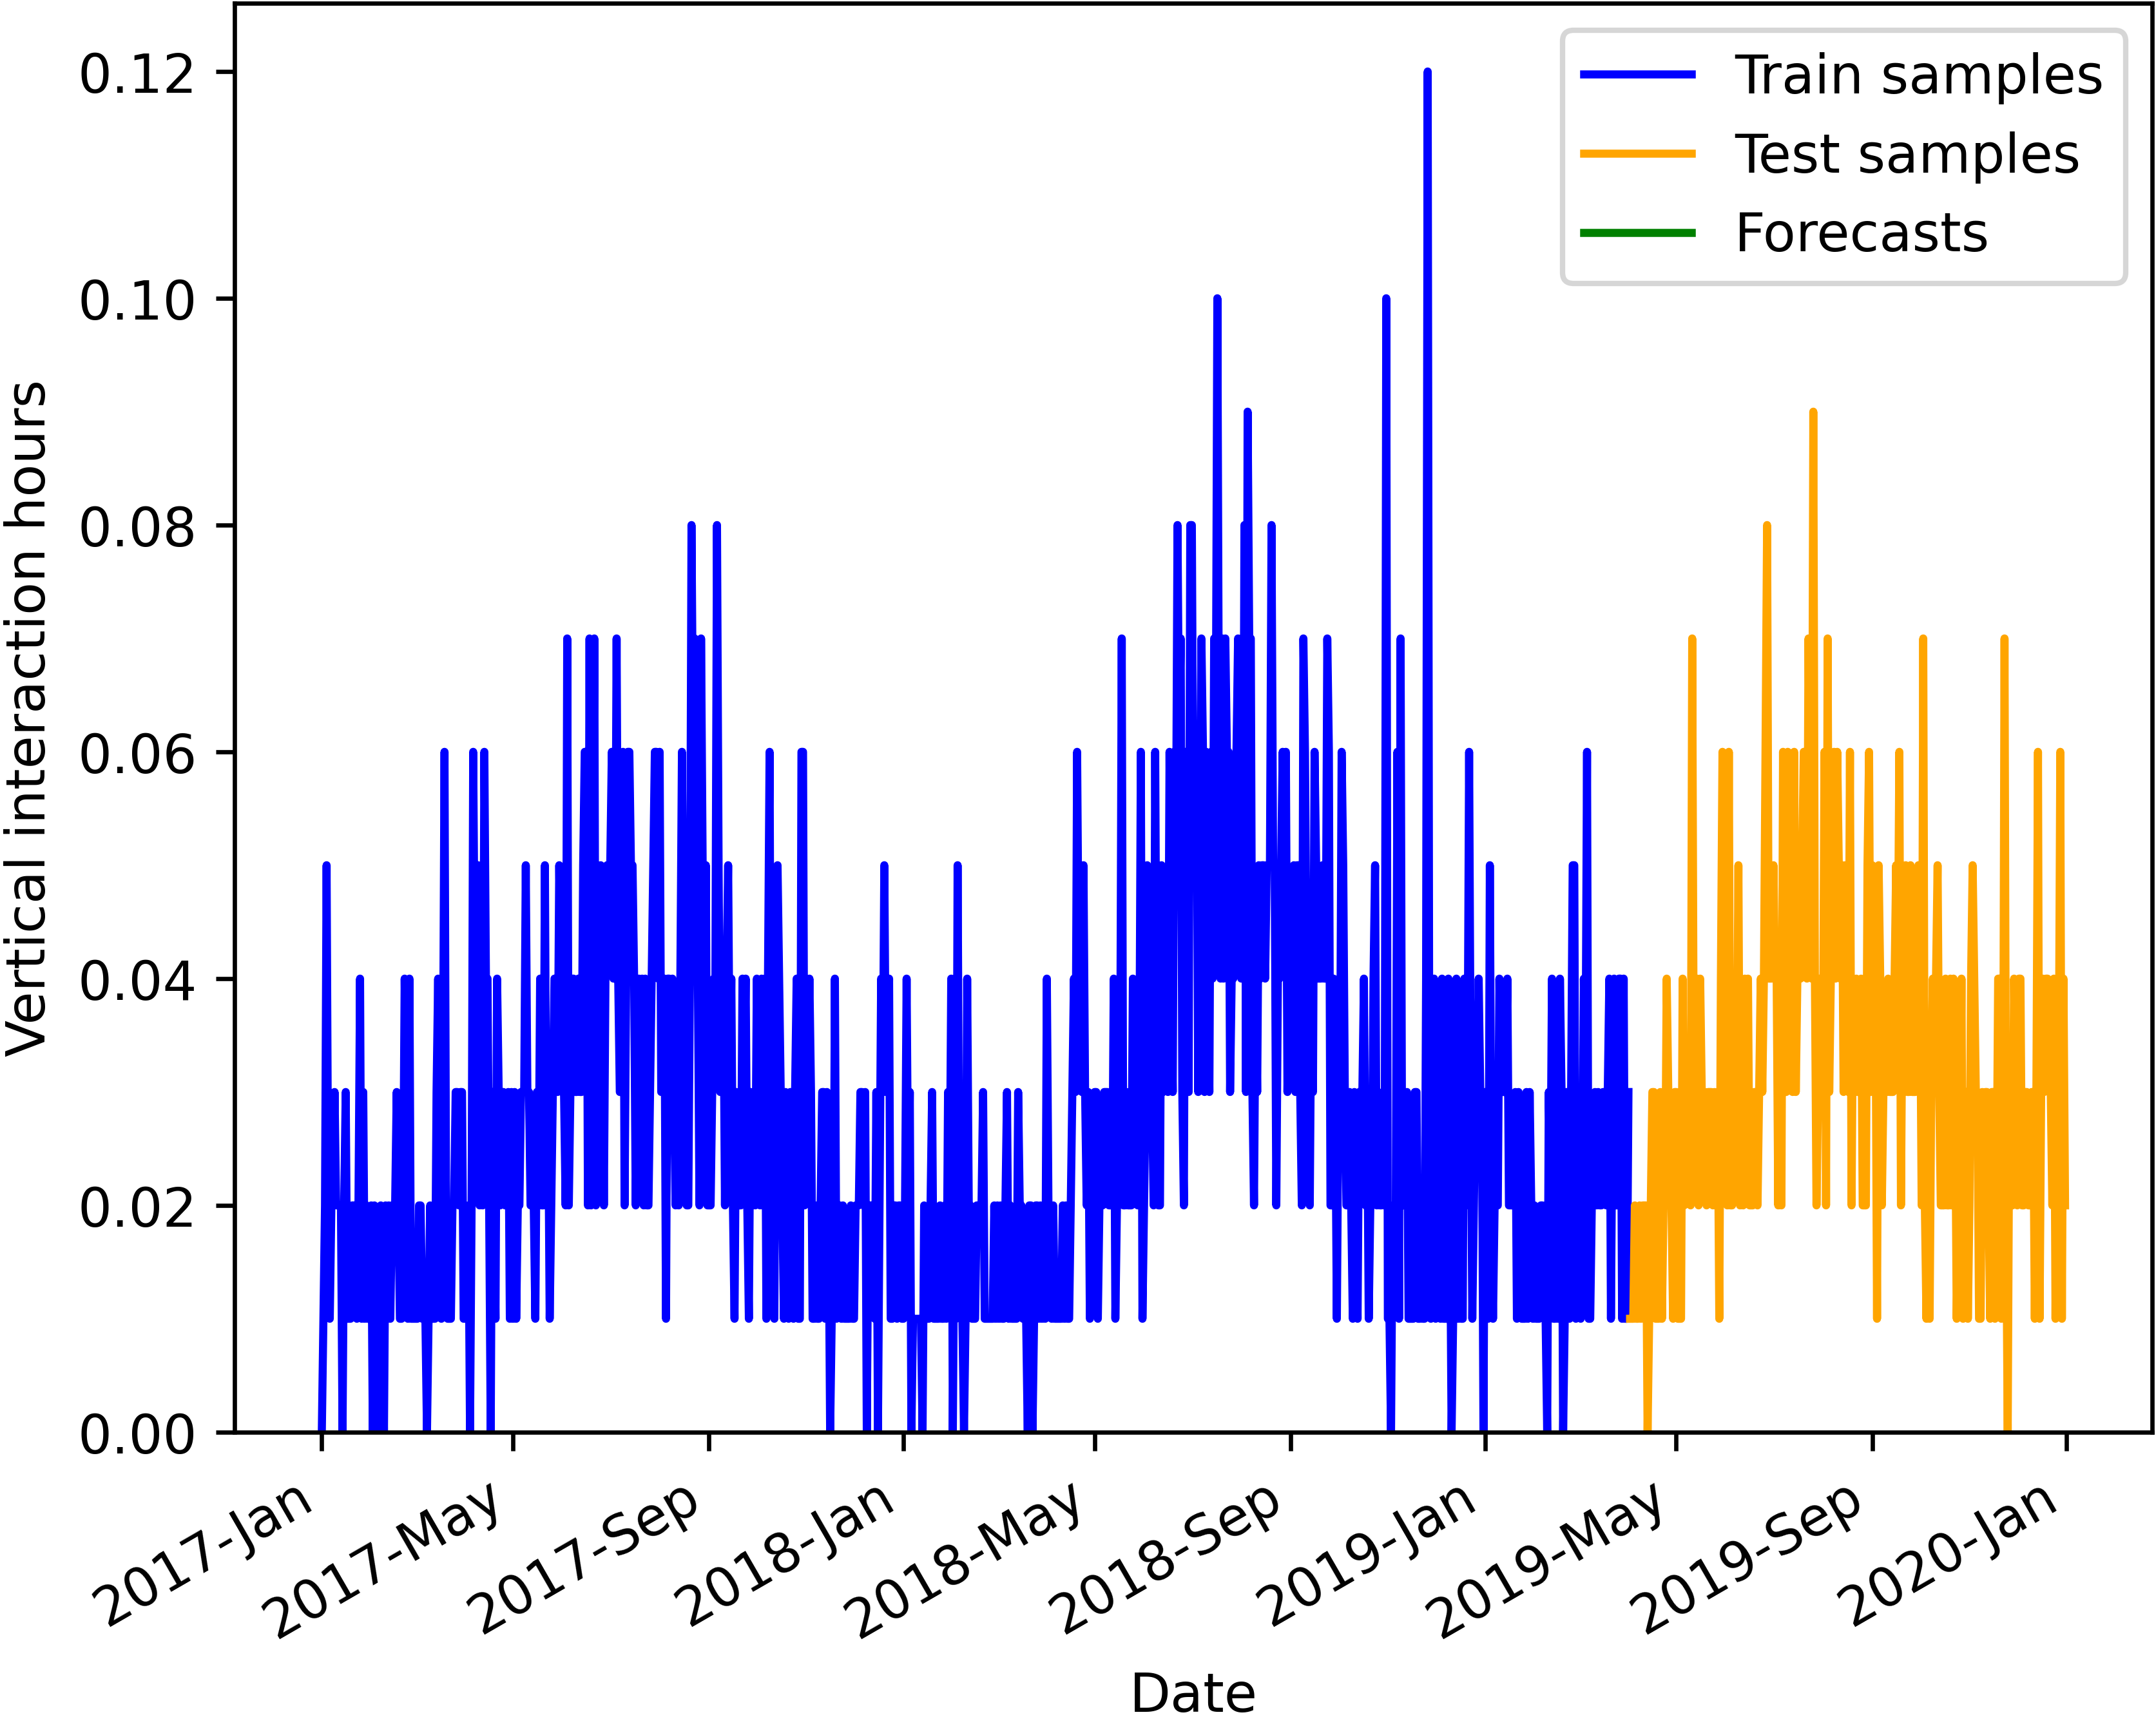 Vertical interaction hours
0.12
0.10
0.08
0.06
0.04
0.02
0.00
Train samples
Test samples
Forecasts
2017-Jan
2017-May
2017-Sep
2018-Jan
2018-May
2018-Sep
2019-Jan
2019-May
2019-Sep
2020-Jan
Date